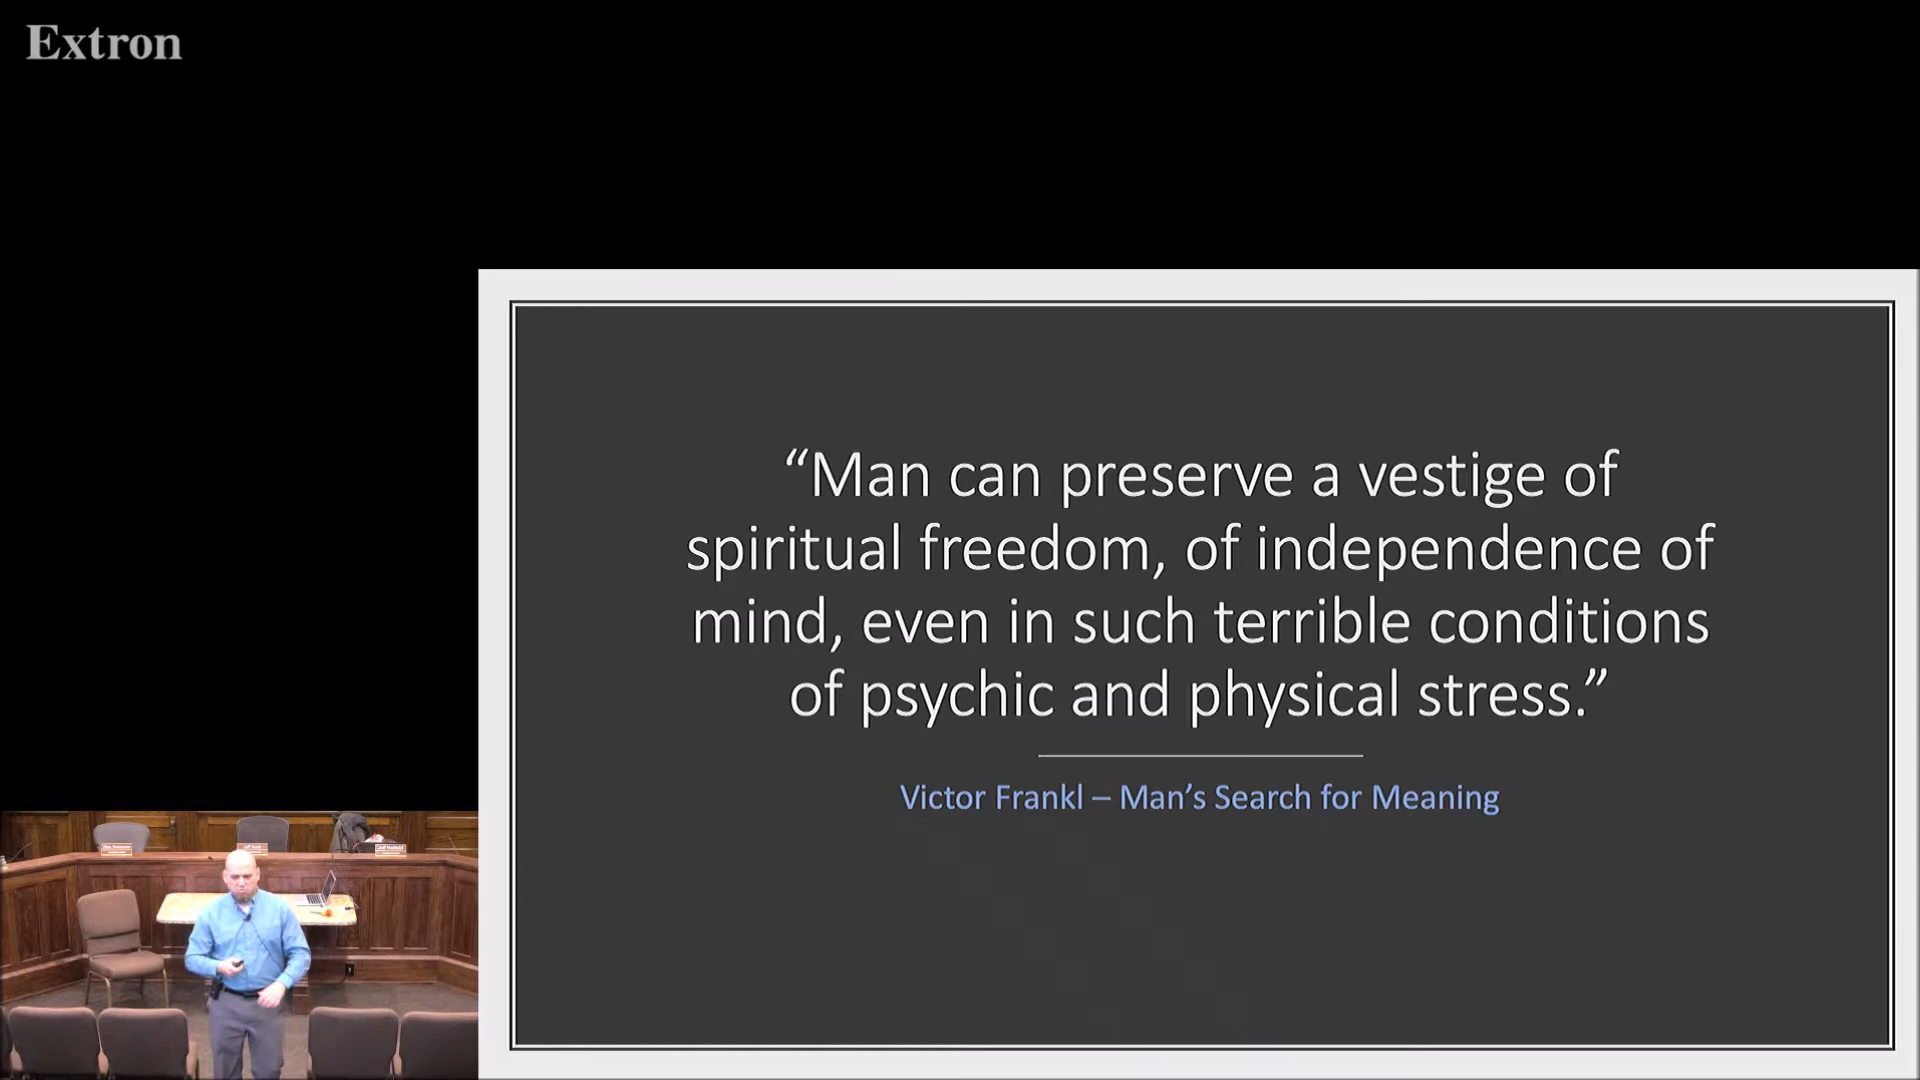 Extron
“Man can preserve a vestige of
spiritual freedom, of independence of
mind, even in such terrible conditions
of psychic and physical stress.”
Victor Frankl – Man’s Search for Meaning